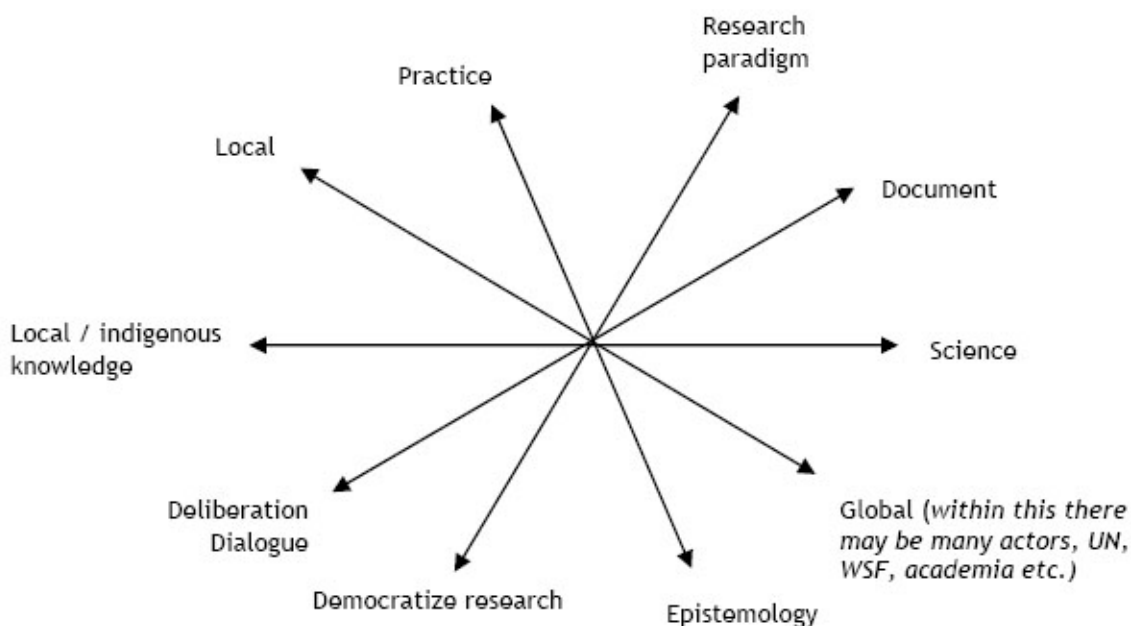 Research
paradigm
Practice
Local
Document
Local / indigenous
knowledge
Science
Deliberation
Dialogue
Global (within this there
may be many actors, UN,
WSF, academia etc.)
Democratize research
Epistemology